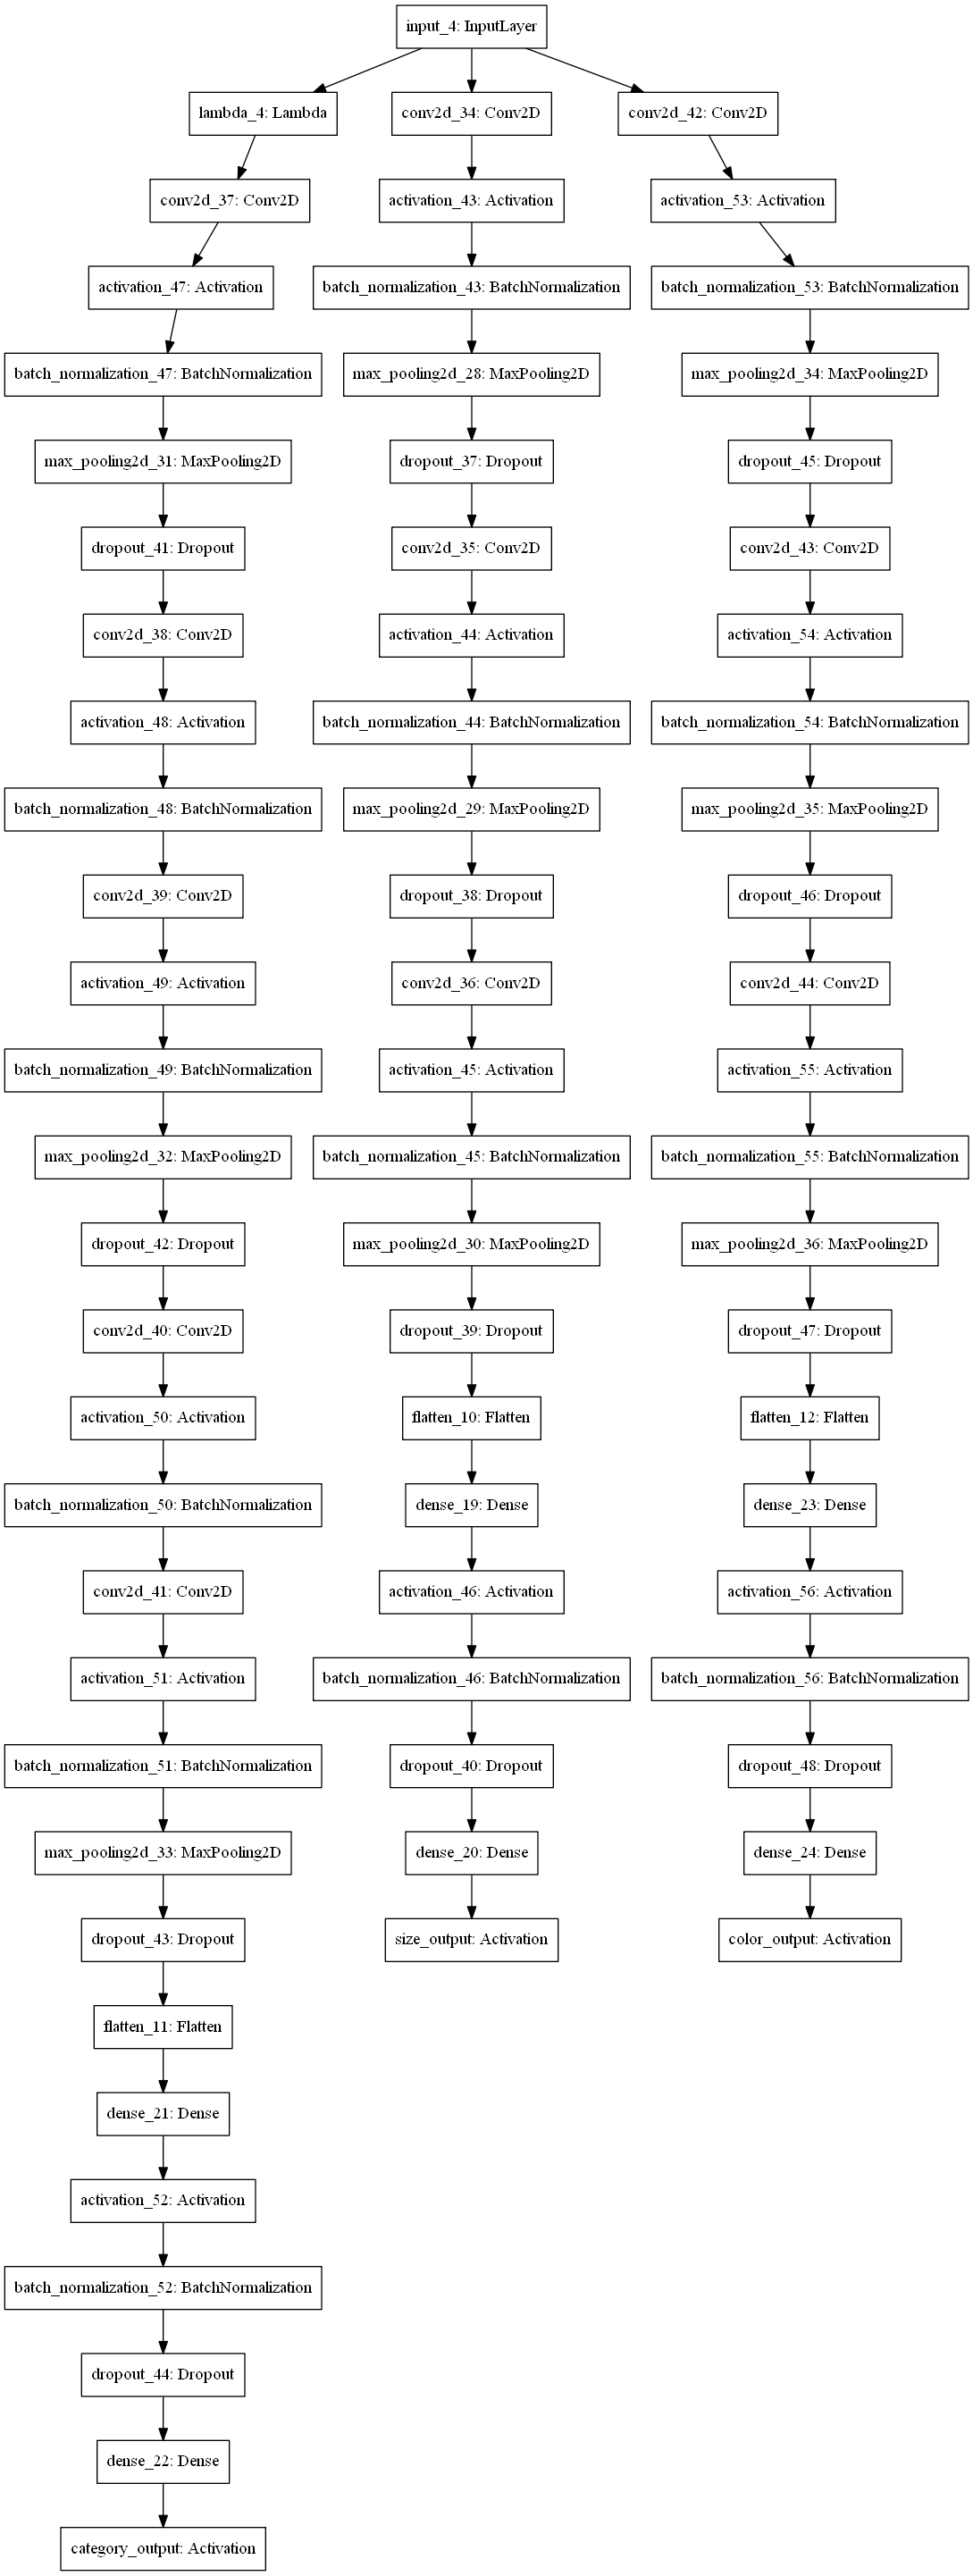 input_4: InputLayer
lambda_4: Lambda
conv2d_34: Conv2D
conv2d_42: Conv2D
conv2d_37: Conv2D
activation_43: Activation
activation_53: Activation
activation_47: Activation
batch_normalization_43: BatchNormalization
batch_normalization_53: BatchNormalization
batch_normalization_47: BatchNormalization
max_pooling2d_28: MaxPooling2D
max_pooling2d_34: MaxPooling2D
max_pooling2d_31: MaxPooling2D
dropout_37: Dropout
dropout_45: Dropout
dropout_41: Dropout
conv2d_35: Conv2D
conv2d_43: Conv2D
conv2d_38: Conv2D
activation_44: Activation
activation_54: Activation
activation_48: Activation
batch_normalization_44: BatchNormalization
batch_normalization_54: BatchNormalization
batch_normalization_48: BatchNormalization
max_pooling2d_29: MaxPooling2D
max_pooling2d_35: MaxPooling2D
conv2d_39: Conv2D
dropout_38: Dropout
dropout_46: Dropout
activation_49: Activation
conv2d_36: Conv2D
conv2d_44: Conv2D
batch_normalization_49: BatchNormalization
activation_45: Activation
activation_55: Activation
max_pooling2d_32: MaxPooling2D
batch_normalization_45: BatchNormalization
batch_normalization_55: BatchNormalization
dropout_42: Dropout
max_pooling2d_30: MaxPooling2D
max_pooling2d_36: MaxPooling2D
conv2d_40: Conv2D
dropout_39: Dropout
dropout_47: Dropout
activation_50: Activation
flatten_10: Flatten
flatten_12: Flatten
batch_normalization_50: BatchNormalization
dense_19: Dense
dense_23: Dense
conv2d_41: Conv2D
activation_46: Activation
activation_56: Activation
activation_51: Activation
batch_normalization_46: BatchNormalization
batch_normalization_56: BatchNormalization
batch_normalization_51: BatchNormalization
dropout_40: Dropout
dropout_48: Dropout
max_pooling2d_33: MaxPooling2D
dense_20: Dense
dense_24: Dense
dropout_43: Dropout
size_output: Activation
color_output: Activation
flatten_11: Flatten
dense_21: Dense
activation_52: Activation
batch_normalization_52: BatchNormalization
dropout_44: Dropout
dense_22: Dense
category_output: Activation